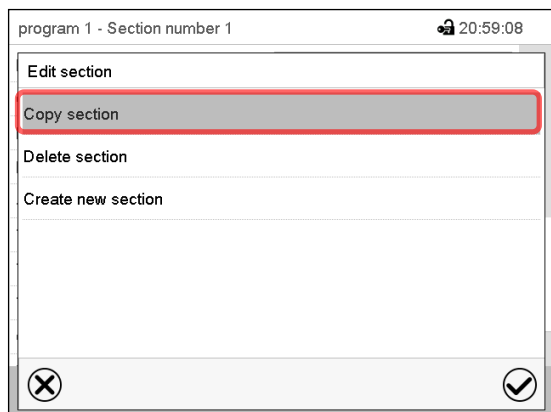 program 1 - Section number 1 20:59:08
Edit section
Copy section
Delete section
Create new section